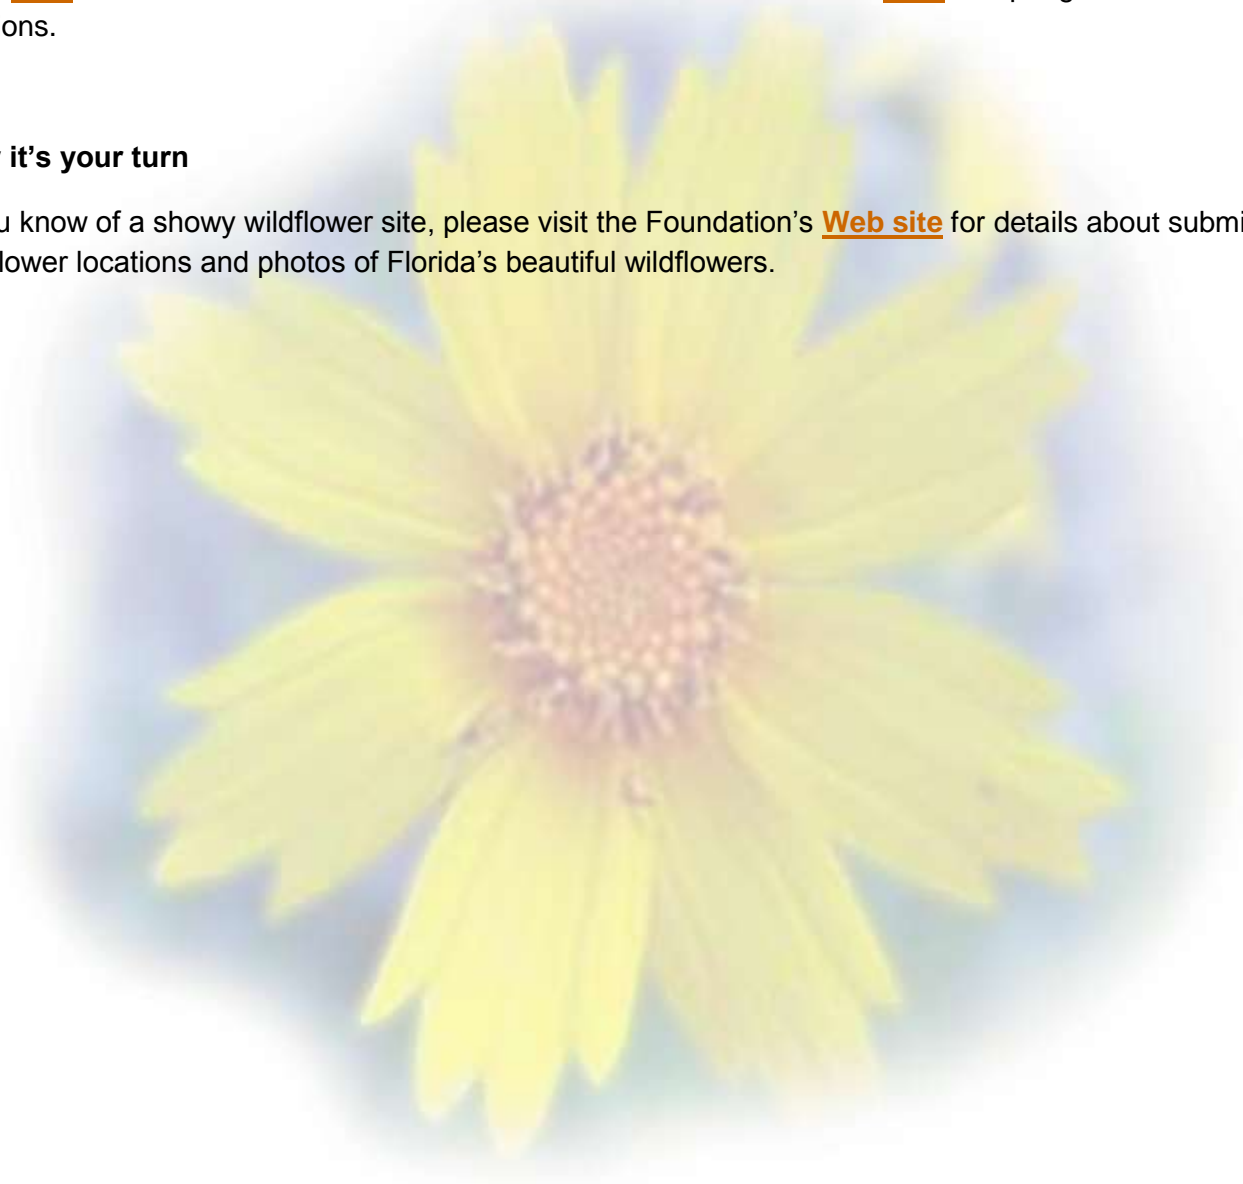 ons.
it’s your turn
u know of a showy wildflower site, please visit the Foundation’s Web site for details about submi
lower locations and photos of Florida’s beautiful wildflowers.